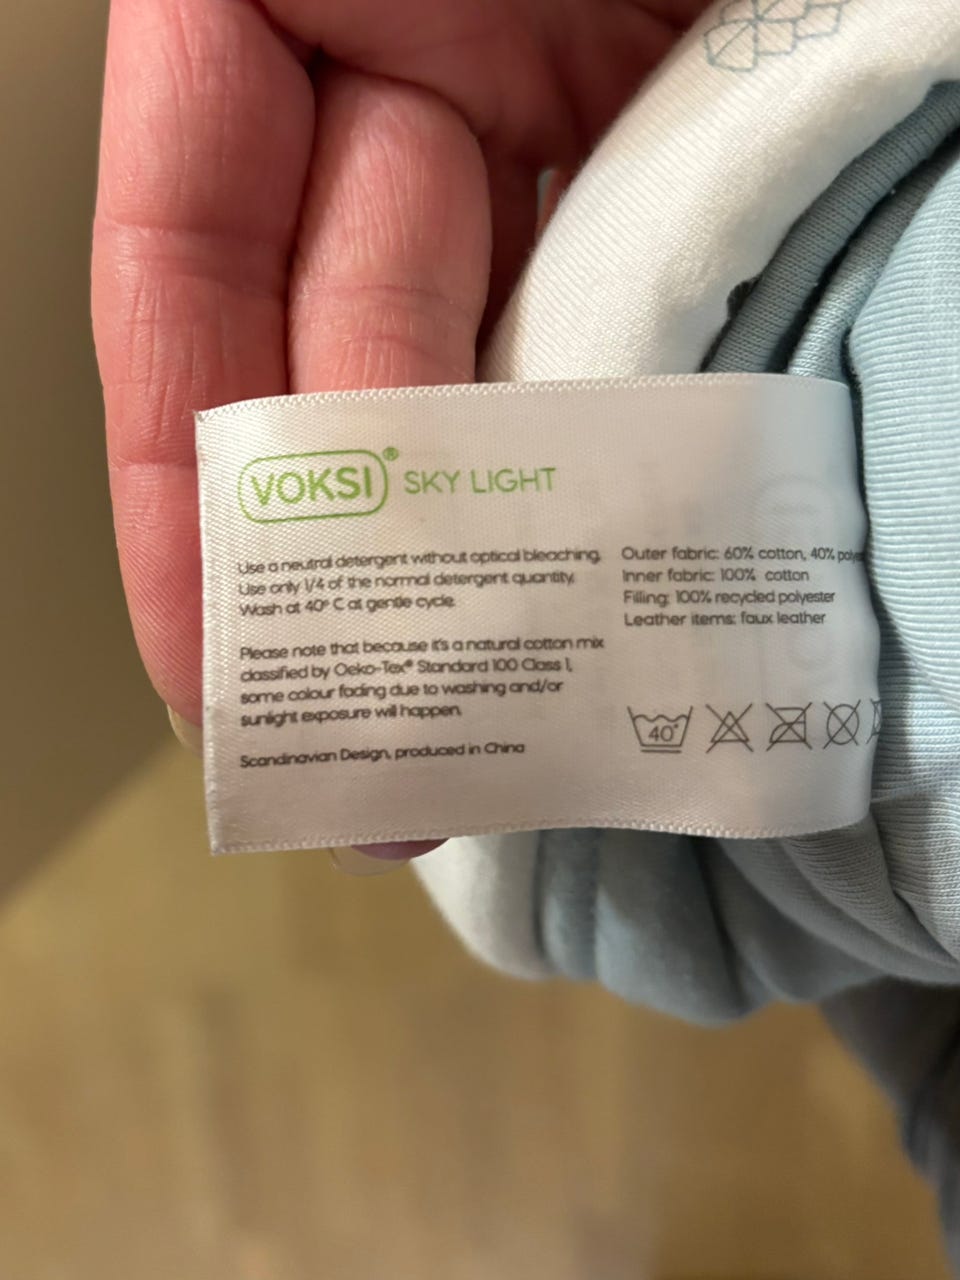 VOKSI® SKY LIGHT
Use a neutral detergent without optical bleaching.
Use only 1/4 of the normal detergent quantity.
Wash at 40° C at gentle cycle.
Please note that because it's a natural cotton mix
classified by Oeko-Tex® Standard 100 Class 1,
some colour fading due to washing and/or
sunlight exposure will happen.
Scandinavian Design, produced in China
Outer fabric: 60% cotton, 40%
Inner fabric: 100% cotton
Filling: 100% recycled polyester
Leather items: faux leather
40°